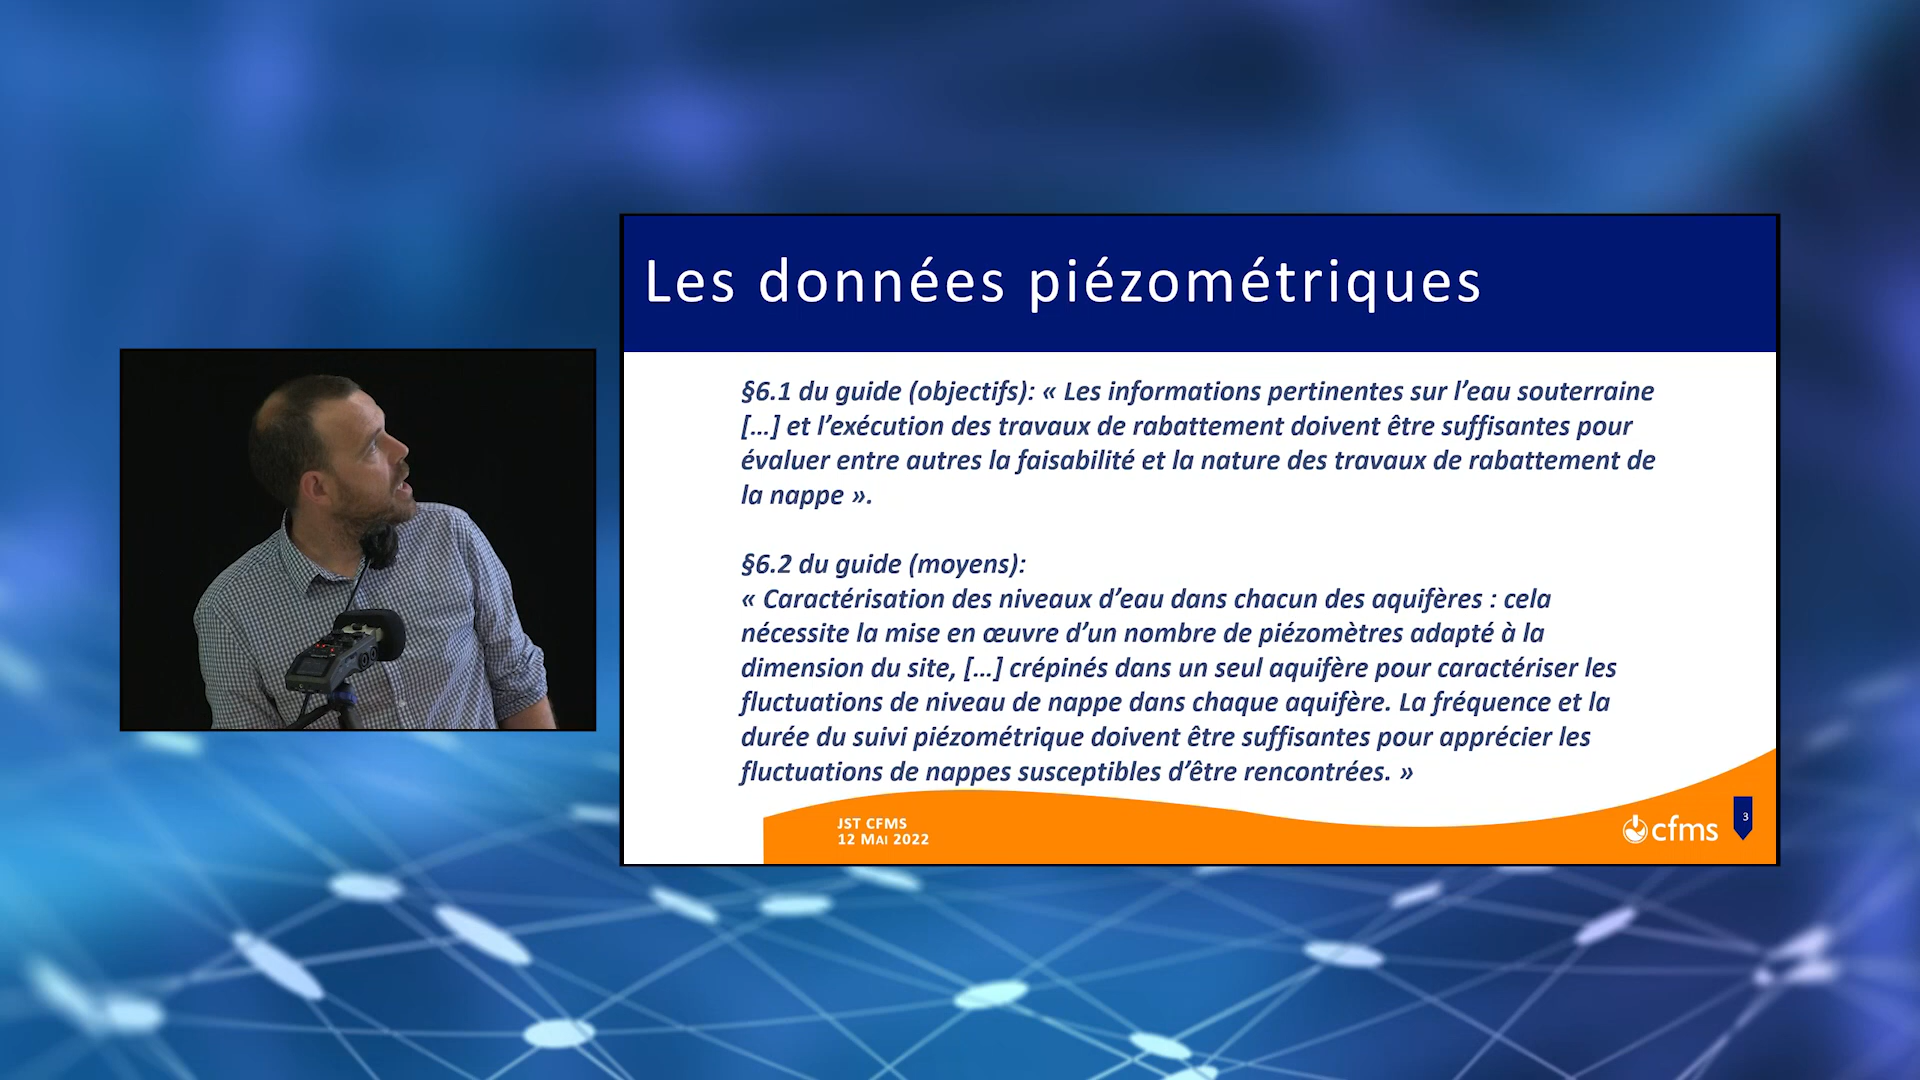 Les données piézométriques
§6.1 du guide (objectifs): « Les informations pertinentes sur l’eau souterraine
[…] et l’exécution des travaux de rabattement doivent être suffisantes pour
évaluer entre autres la faisabilité et la nature des travaux de rabattement de
la nappe ».
§6.2 du guide (moyens):
« Caractérisation des niveaux d’eau dans chacun des aquifères : cela
nécessite la mise en œuvre d’un nombre de piézomètres adapté à la
dimension du site, […] crépinés dans un seul aquifère pour caractériser les
fluctuations de niveau de nappe dans chaque aquifère. La fréquence et la
durée du suivi piézométrique doivent être suffisantes pour apprécier les
fluctuations de nappes susceptibles d’être rencontrées. »
JST CFMS
12 MAI 2022
cfms
3